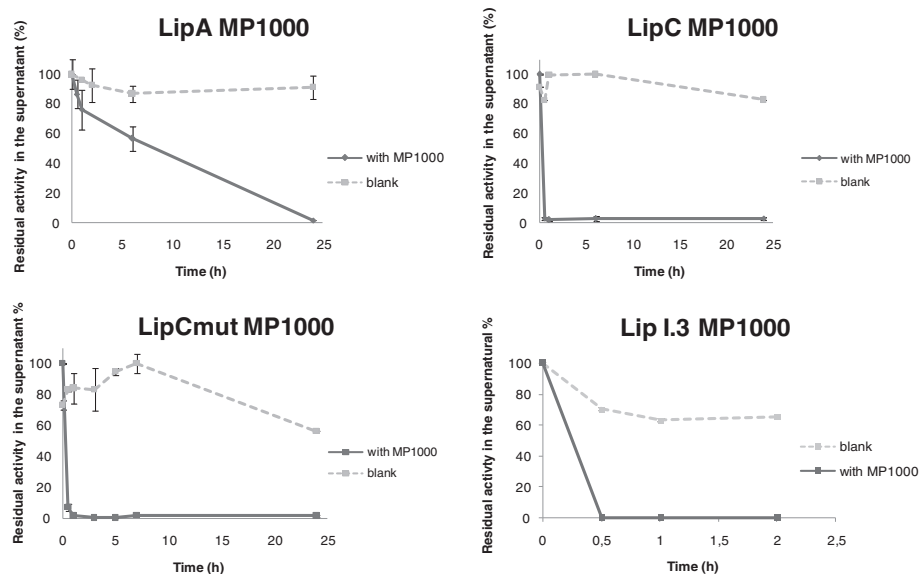 LipA MP1000
Residual activity in the supernatant (%)
100
80
60
40
20
0
0 5 10 15 20 25
Time (h)
with MP1000
blank
LipC MP1000
Residual activity in the supernatant (%)
100
80
60
40
20
0
0 5 10 15 20 25
Time (h)
with MP1000
blank
LipCmut MP1000
Residual activity in the supernatant %
100
80
60
40
20
0
0 5 10 15 20 25
Time (h)
with MP1000
blank
Lip I.3 MP1000
Residual activty in the supernatural %
100
80
60
40
20
0
0 0,5 1 1,5 2 2,5
Time (h)
blank
with MP1000